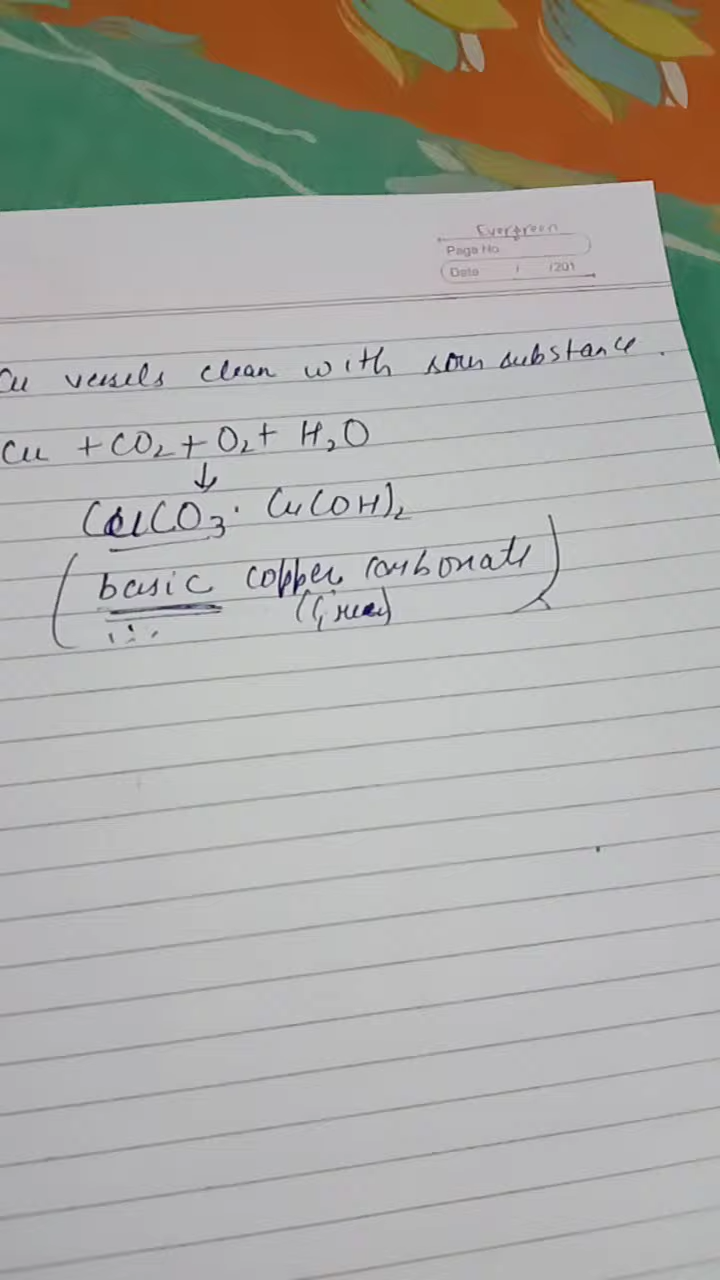 Evergreen
Page No
Date / /201
Cu vessels clean with sour substance.
Cu + CO₂ + O₂ + H₂O
↓
CuCO₃ · Cu(OH)₂
(basic copper carbonate)
(Green)